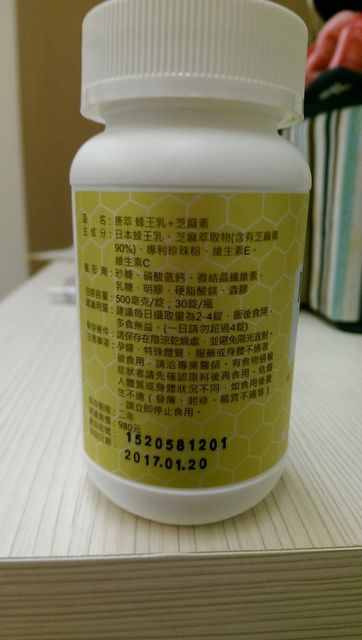 品　　名：康萃 蜂王乳+芝麻素
主 成 分：日本蜂王乳、芝麻萃取物(含有芝麻素
90%)、專利珍珠粉、維生素E、
維生素C
賦 形 劑：砂糖、磷酸氫鈣、微結晶纖維素、
乳糖、明膠、硬脂酸鎂、蟲膠
內容量：500毫克/錠；30錠/瓶
建議用量：建議每日攝取量為2-4錠，飯後食用，
多食無益，(一日請勿超過4錠)
保存條件：請保存在陰涼乾燥處，並避免陽光直射。
注意事項：孕婦、特殊體質、服藥或身體不適者
欲食用，請洽專業醫師。有食物過敏
症狀者請先確認原料後再食用。依個
人體質或身體狀況不同，如食用後產
生不適（發癢、起疹、腸胃不適等）
，請立即停止食用。
保存期限：二年
980元
1520581201
2017.01.20